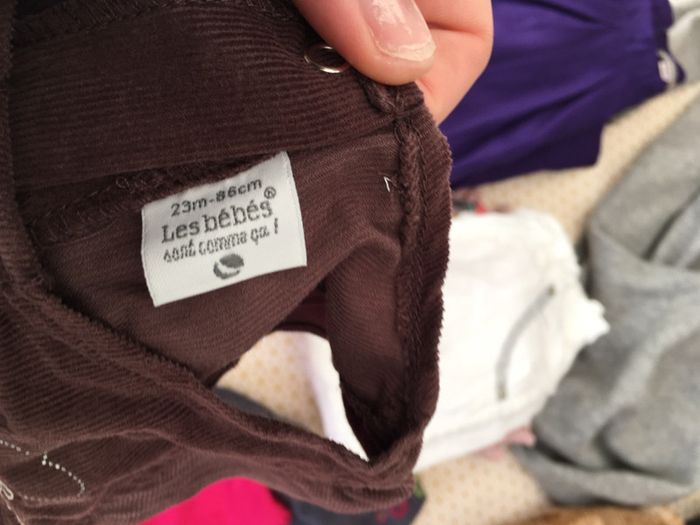 23m-86cm
Les bébés®
sont comme ça !